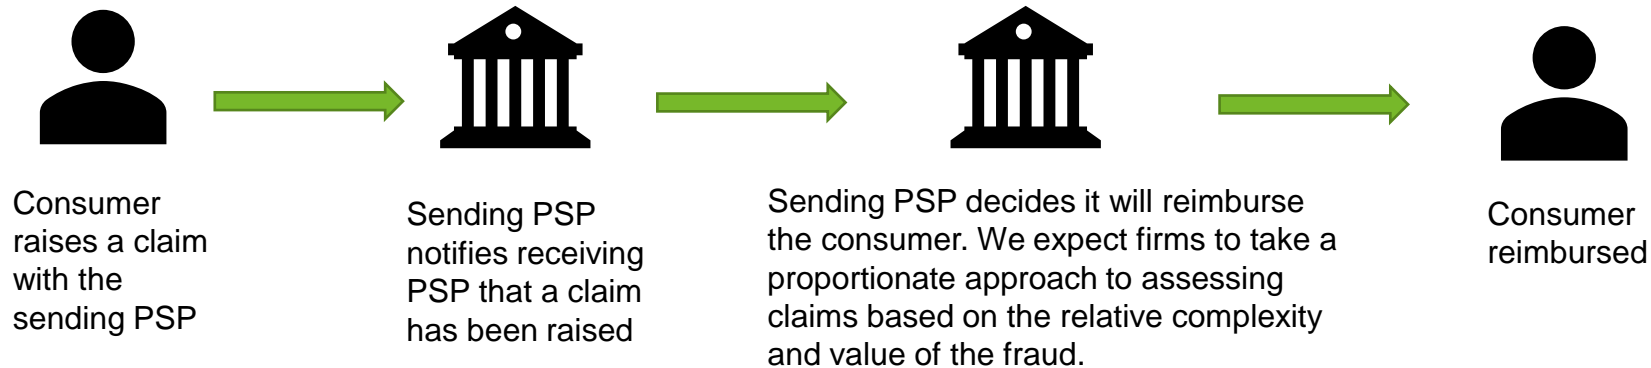 Consumer
raises a claim
with the
sending PSP
Sending PSP
notifies receiving
PSP that a claim
has been raised
Sending PSP decides it will reimburse
the consumer. We expect firms to take a
proportionate approach to assessing
claims based on the relative complexity
and value of the fraud.
Consumer
reimbursed